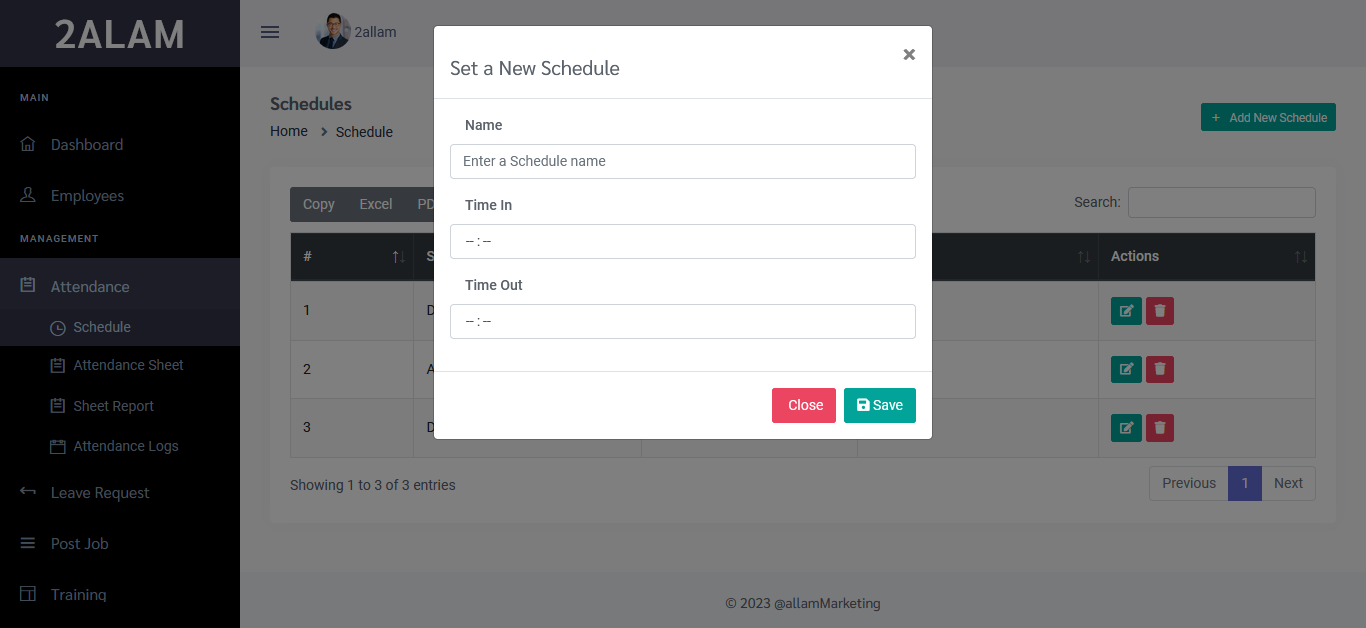 2ALAM
2allam
MAIN
Dashboard
Employees
MANAGEMENT
Attendance
Schedule
Attendance Sheet
Sheet Report
Attendance Logs
Leave Request
Post Job
Training
Schedules
Home > Schedule
+ Add New Schedule
Copy Excel PD
Search:
# S Actions
1 D
2 A
3 D
Showing 1 to 3 of 3 entries
Previous 1 Next
© 2023 @allamMarketing
Set a New Schedule
×
Name
Enter a Schedule name
Time In
-- : --
Time Out
-- : --
Close Save